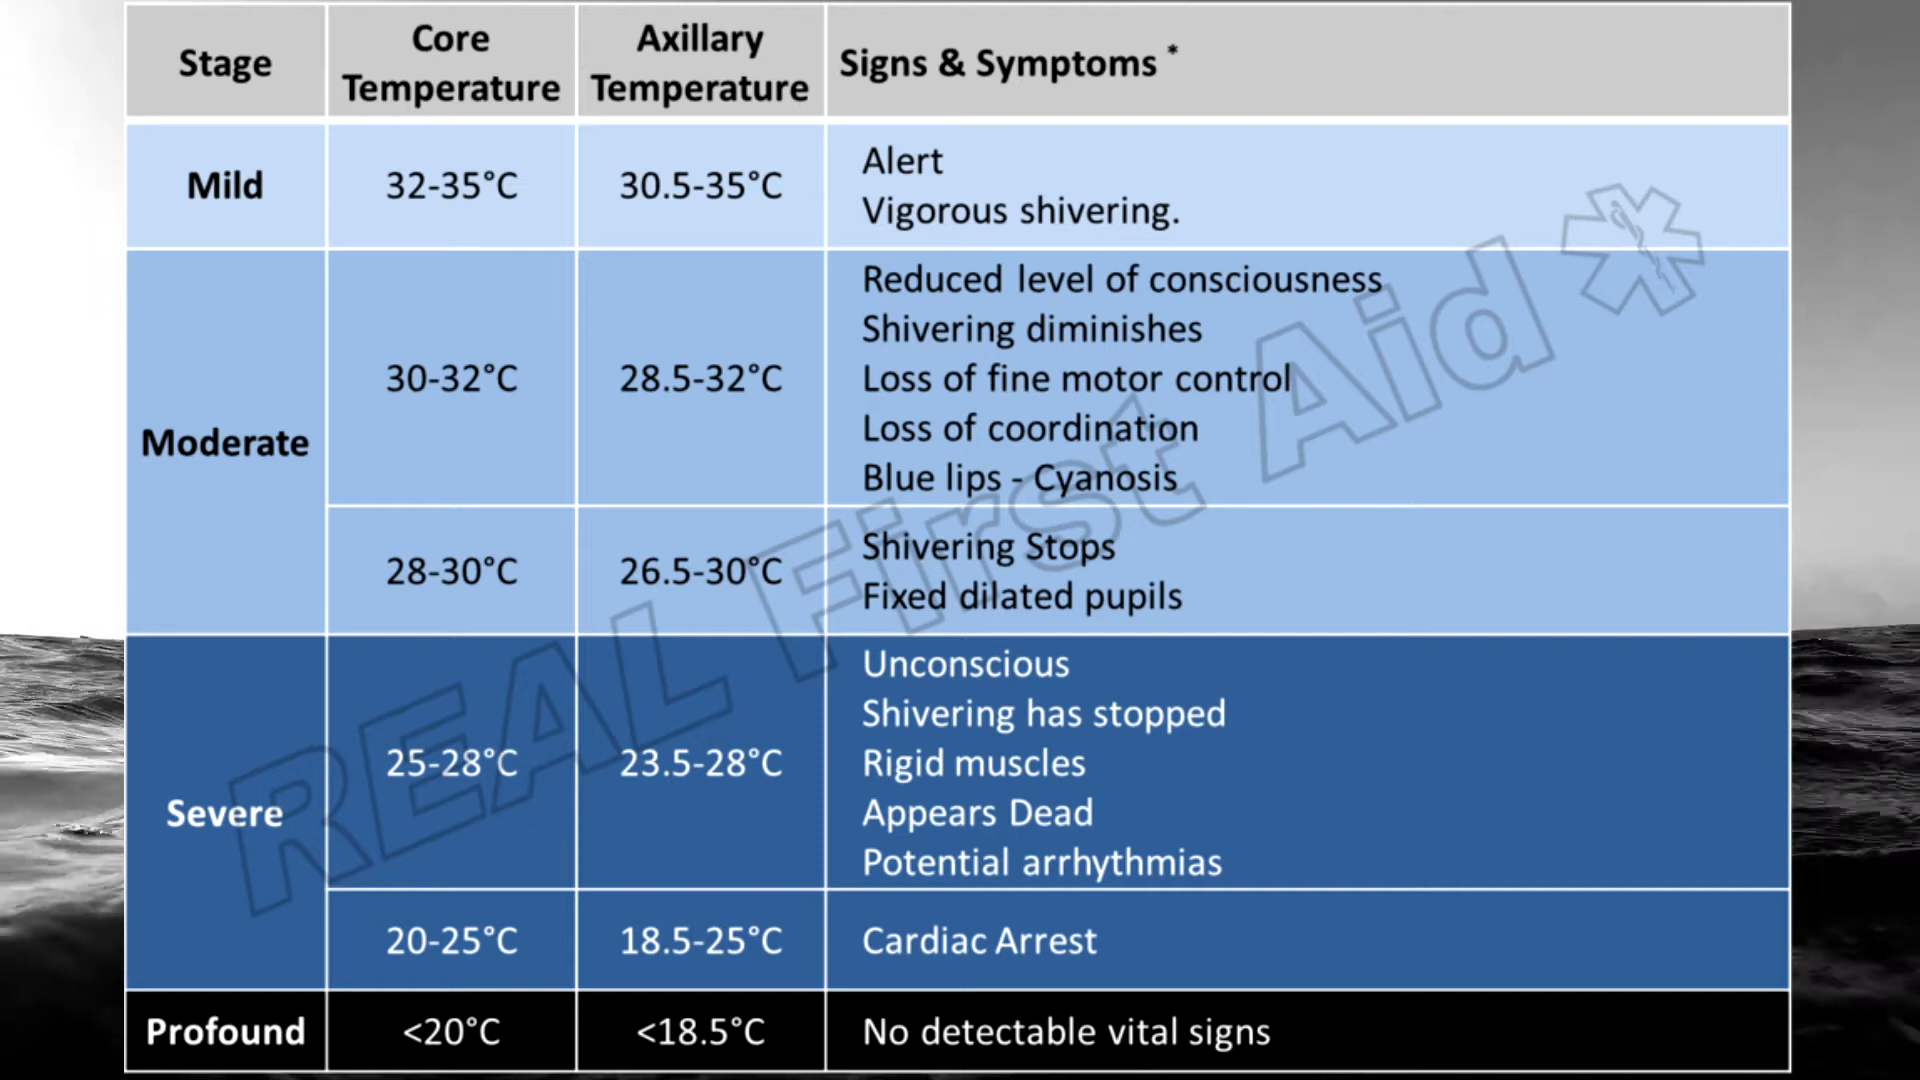 Stage
Core
Temperature
Axillary
Temperature
Signs & Symptoms *
Mild
32-35°C
30.5-35°C
Alert
Vigorous shivering.
Moderate
30-32°C
28.5-32°C
Reduced level of consciousness
Shivering diminishes
Loss of fine motor control
Loss of coordination
Blue lips - Cyanosis
28-30°C
26.5-30°C
Shivering Stops
Fixed dilated pupils
Severe
25-28°C
23.5-28°C
Unconscious
Shivering has stopped
Rigid muscles
Appears Dead
Potential arrhythmias
20-25°C
18.5-25°C
Cardiac Arrest
Profound
<20°C
<18.5°C
No detectable vital signs
REAL First Aid